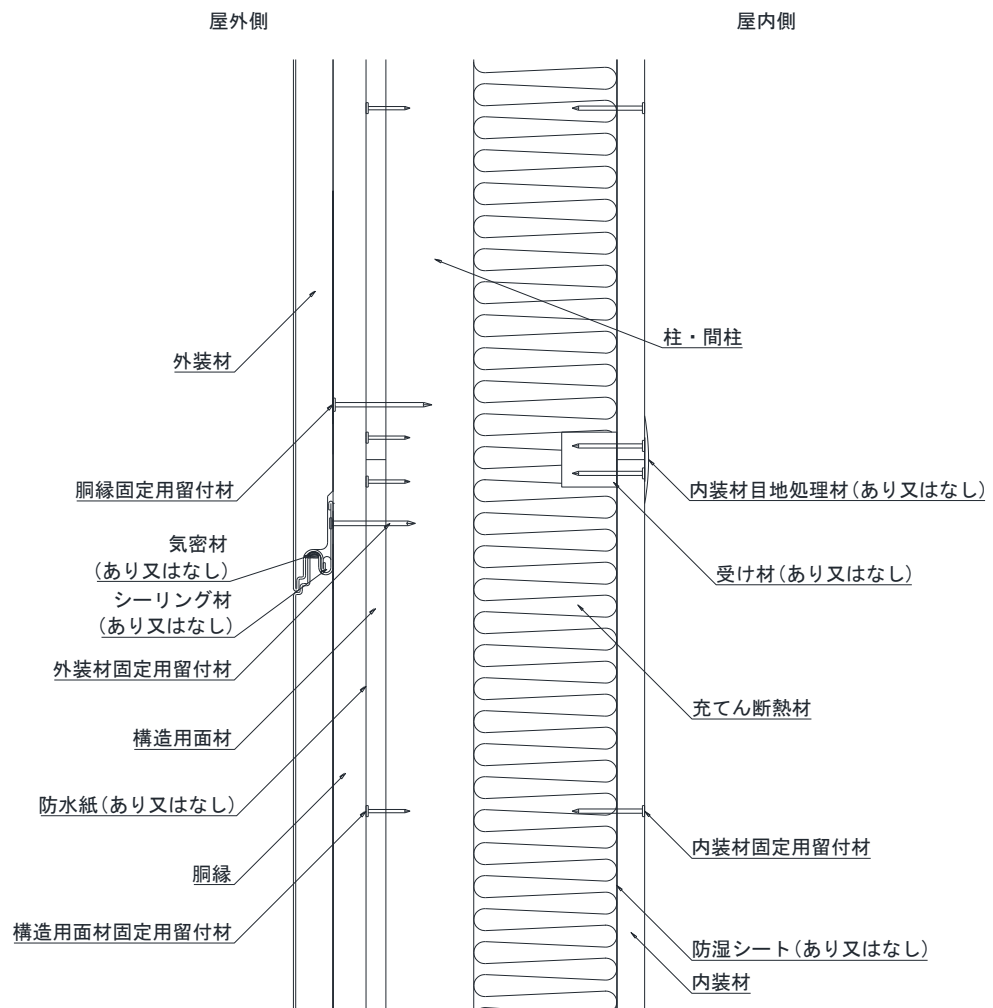 屋外側
屋内側
外装材
胴縁固定用留付材
気密材
(あり又はなし)
シーリング材
(あり又はなし)
外装材固定用留付材
構造用面材
防水紙(あり又はなし)
胴縁
構造用面材固定用留付材
柱・間柱
内装材目地処理材(あり又はなし)
受け材(あり又はなし)
充てん断熱材
内装材固定用留付材
防湿シート(あり又はなし)
内装材